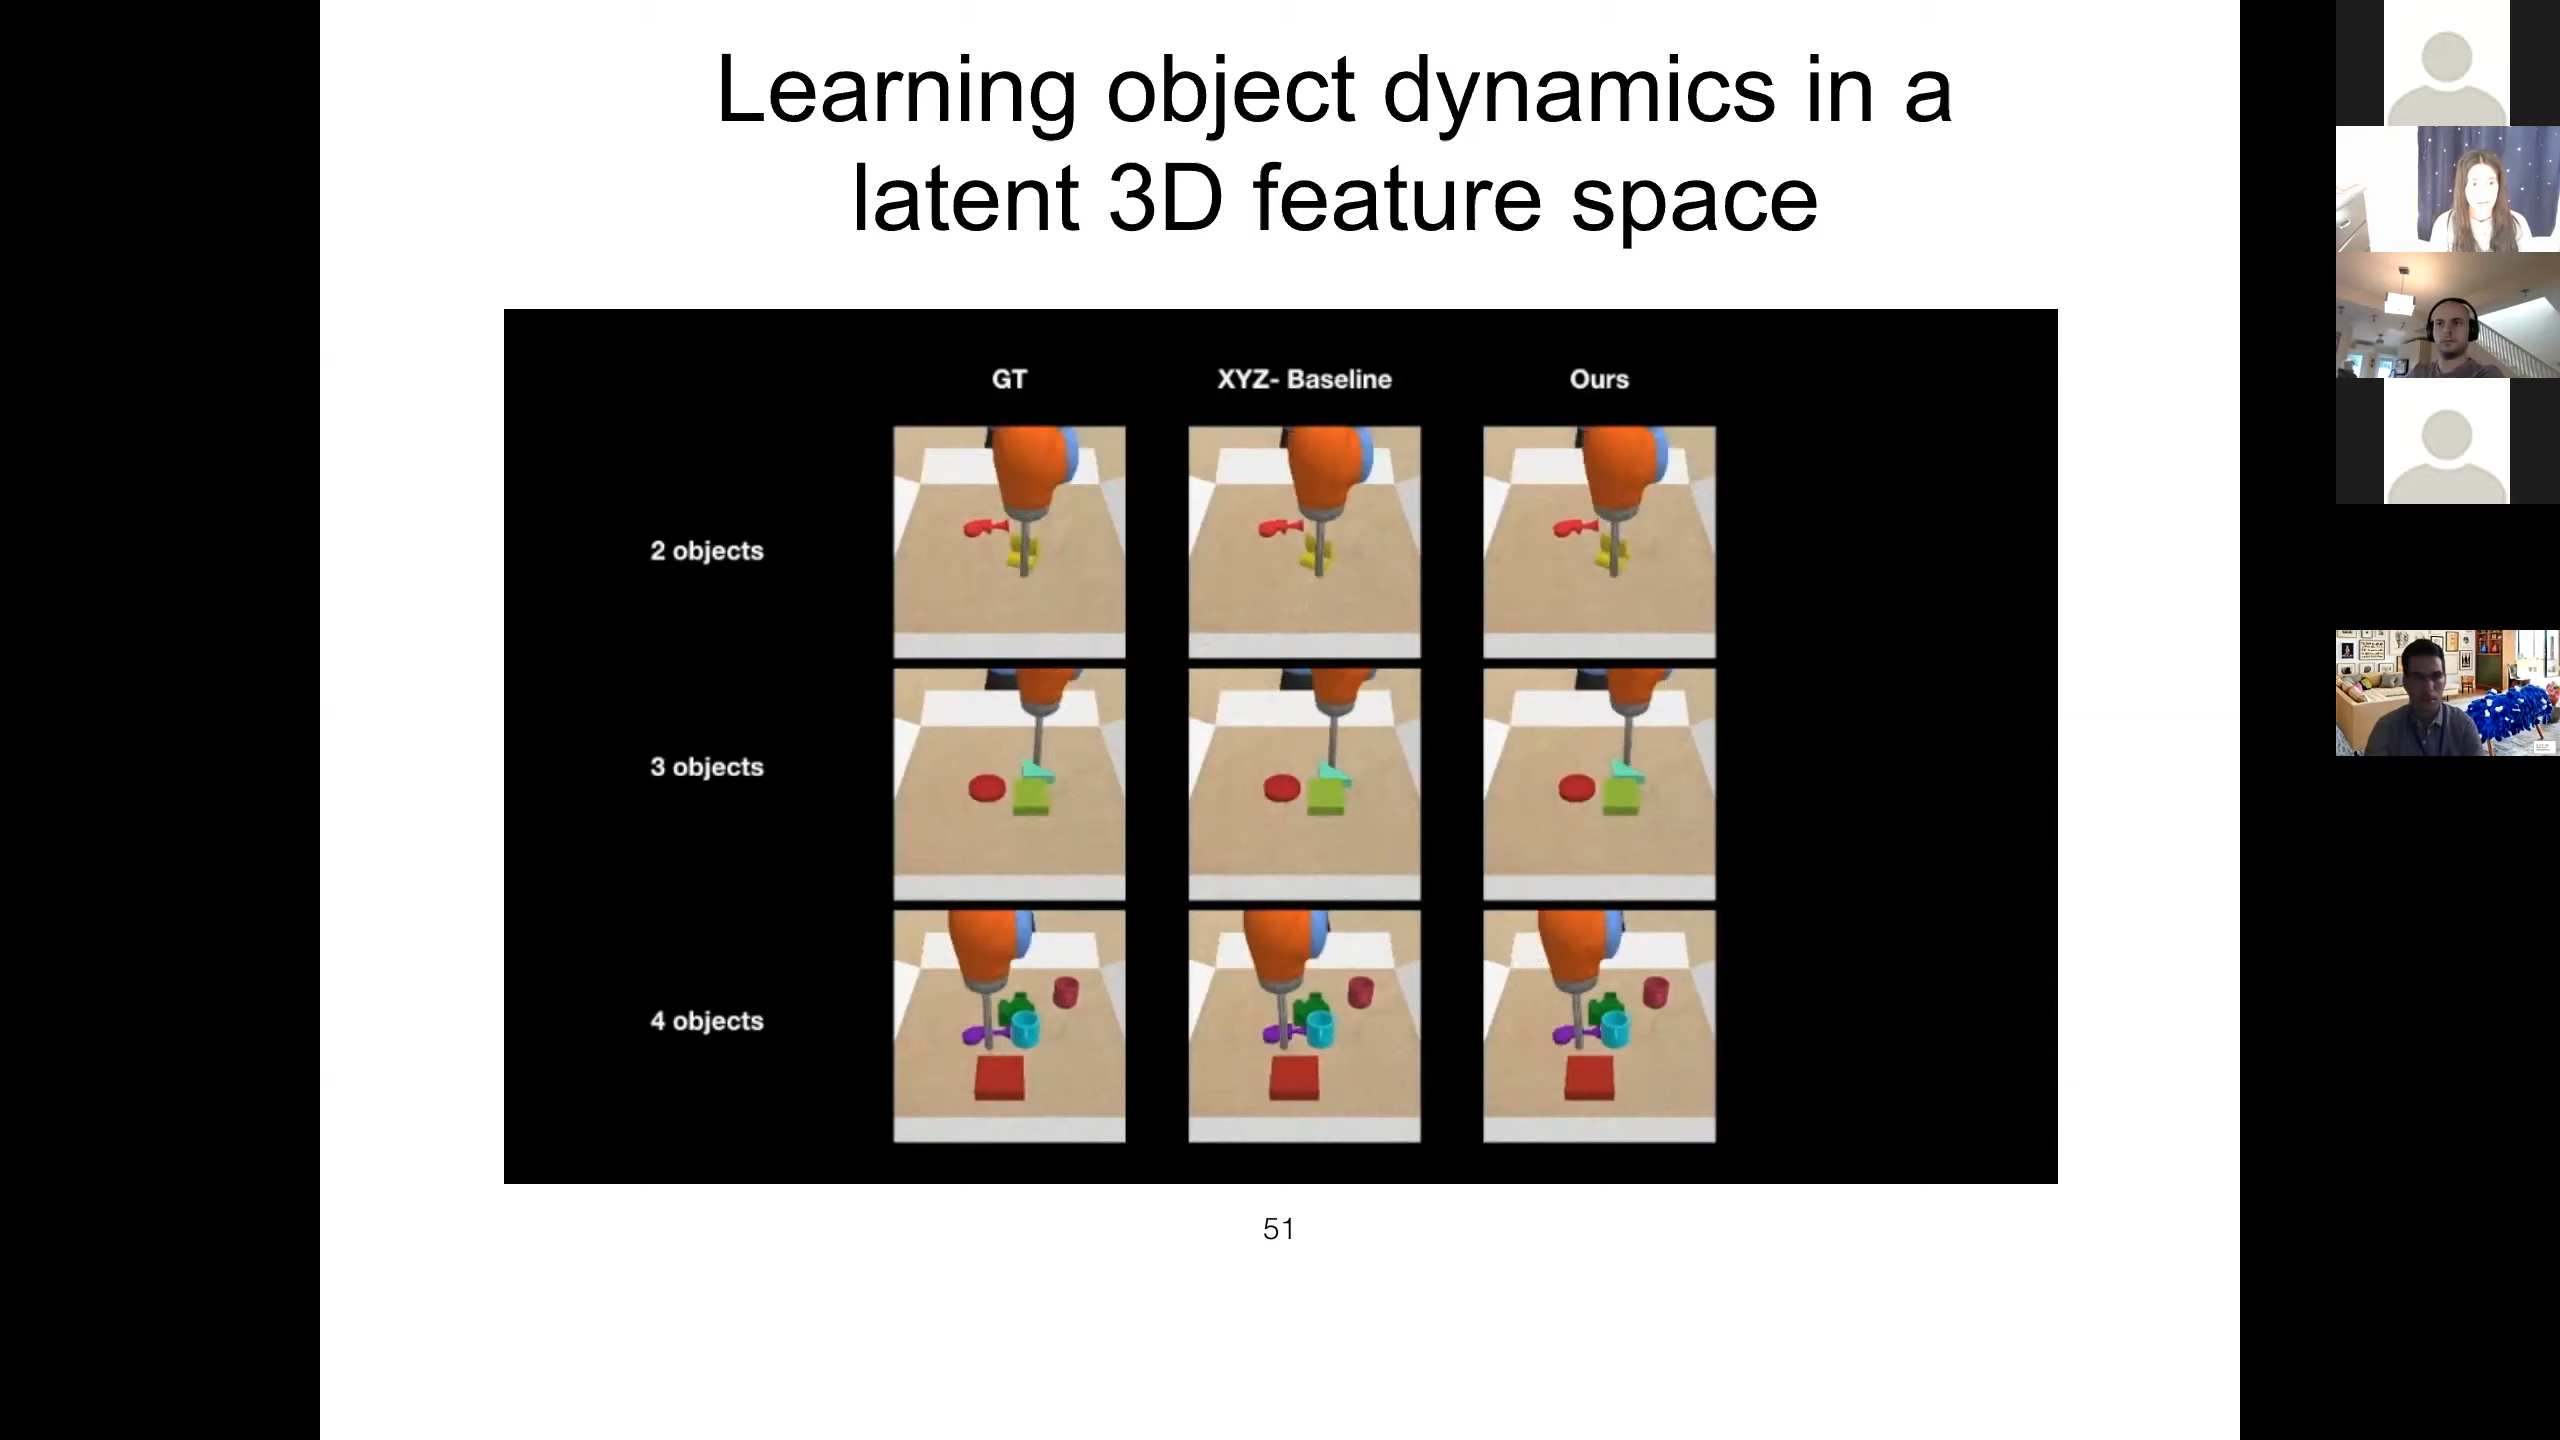 Learning object dynamics in a
latent 3D feature space
GT
XYZ- Baseline
Ours
2 objects
3 objects
4 objects
51